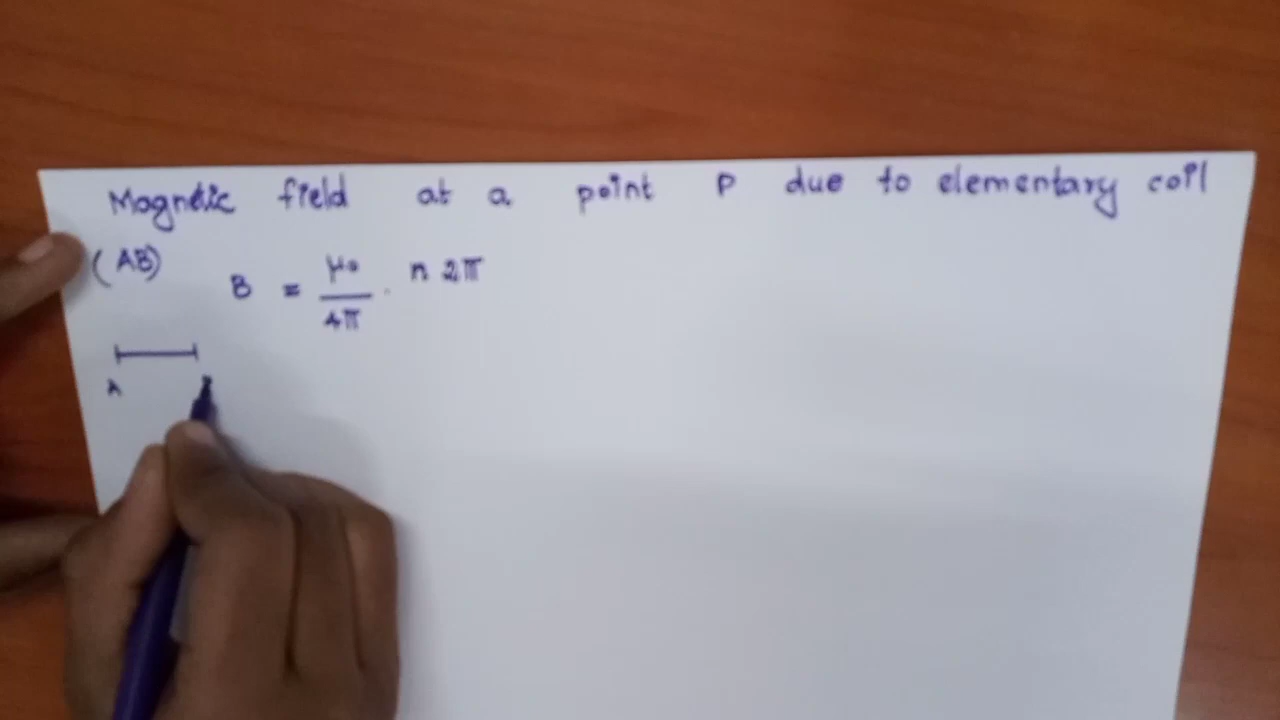 Magnetic field at a point P due to elementary coil
(AB) B = μ₀/4π · n 2π
A